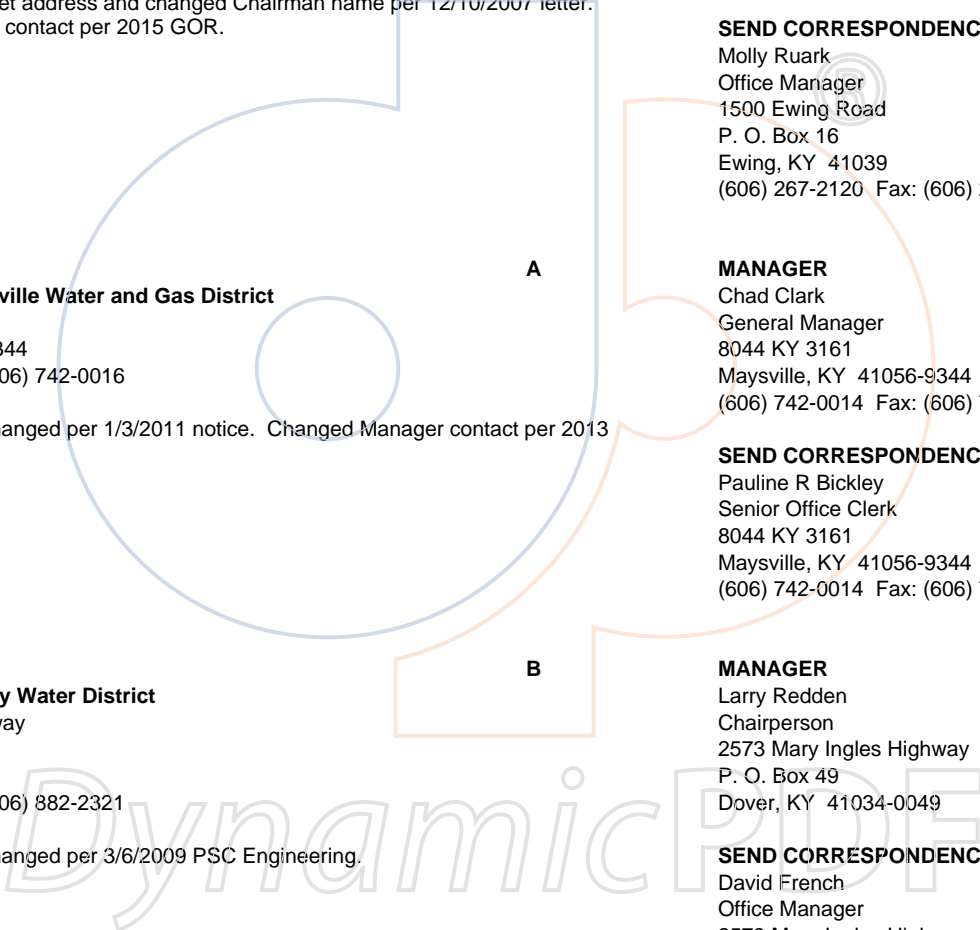 et address and changed Chairman name per 12/10/2007 letter.
contact per 2015 GOR.
SEND CORRESPONDENC
Molly Ruark
Office Manager
1500 Ewing Road
P. O. Box 16
Ewing, KY 41039
(606) 267-2120 Fax: (606)
A
ville Water and Gas District
344
06) 742-0016
anged per 1/3/2011 notice. Changed Manager contact per 2013
MANAGER
Chad Clark
General Manager
8044 KY 3161
Maysville, KY 41056-9344
(606) 742-0014 Fax: (606)
SEND CORRESPONDENC
Pauline R Bickley
Senior Office Clerk
8044 KY 3161
Maysville, KY 41056-9344
(606) 742-0014 Fax: (606)
B
y Water District
way
06) 882-2321
anged per 3/6/2009 PSC Engineering.
MANAGER
Larry Redden
Chairperson
2573 Mary Ingles Highway
P. O. Box 49
Dover, KY 41034-0049
SEND CORRESPONDENC
David French
Office Manager
DynamicPDF
®